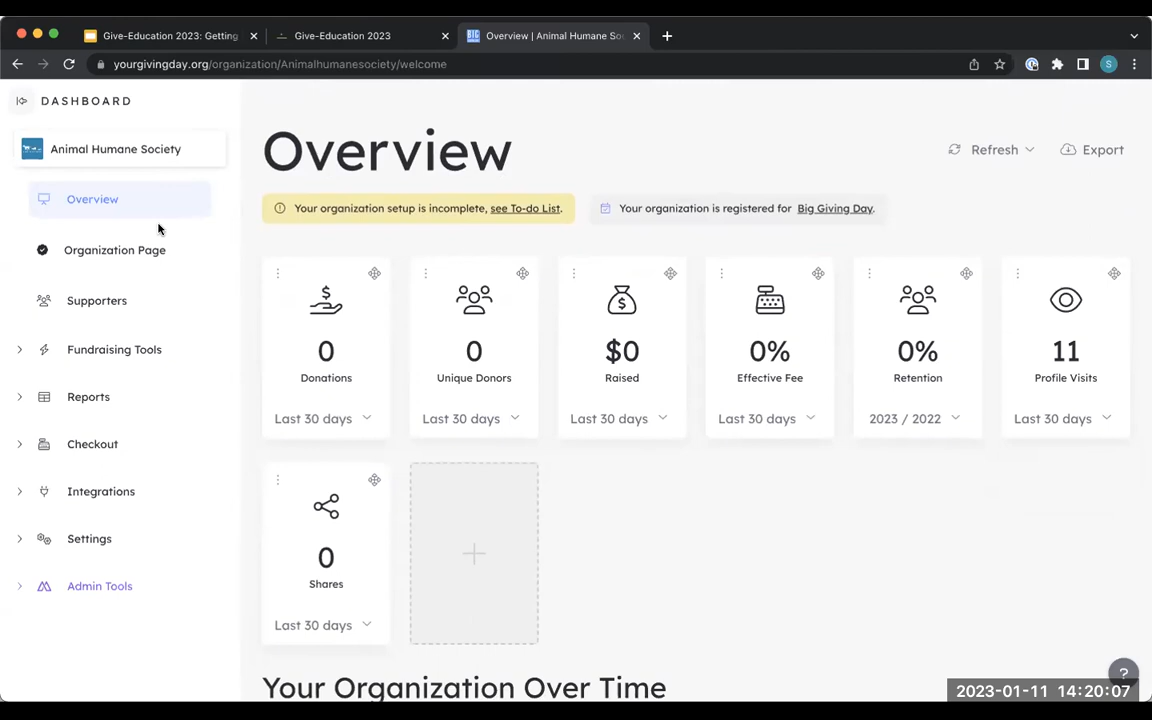 Give-Education 2023: Getting
Give-Education 2023
BIG
Overview | Animal Humane So
yourgivingday.org/organization/Animalhumanesociety/welcome
S
DASHBOARD
Animal Humane Society
Overview
Organization Page
Supporters
Fundraising Tools
Reports
Checkout
Integrations
Settings
Admin Tools
Overview
Refresh
Export
Your organization setup is incomplete, see To-do List.
Your organization is registered for Big Giving Day.
0
Donations
Last 30 days
0
Unique Donors
Last 30 days
$0
Raised
Last 30 days
0%
Effective Fee
Last 30 days
0%
Retention
2023 / 2022
11
Profile Visits
Last 30 days
0
Shares
Last 30 days
Your Organization Over Time
?
2023-01-11 14:20:07